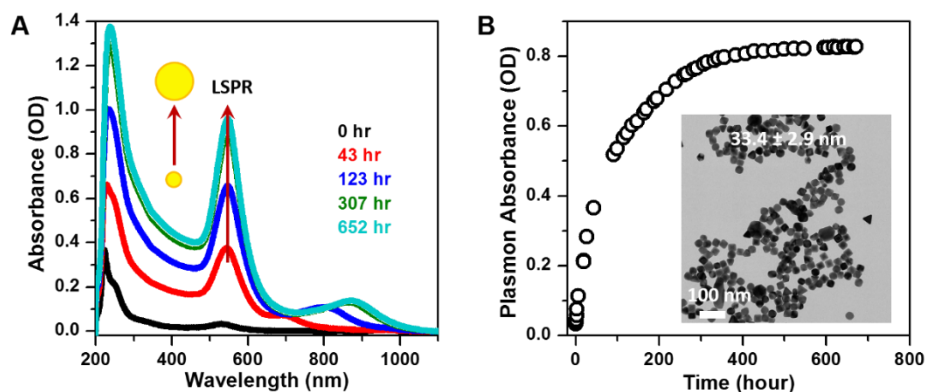 A
Absorbance (OD)
1.4
1.2
1.0
0.8
0.6
0.4
0.2
0.0
LSPR
0 hr
43 hr
123 hr
307 hr
652 hr
200 400 600 800 1000
Wavelength (nm)
B
Plasmon Absorbance (OD)
0.8
0.6
0.4
0.2
0.0
33.4 ± 2.9 nm
100 nm
0 200 400 600 800
Time (hour)